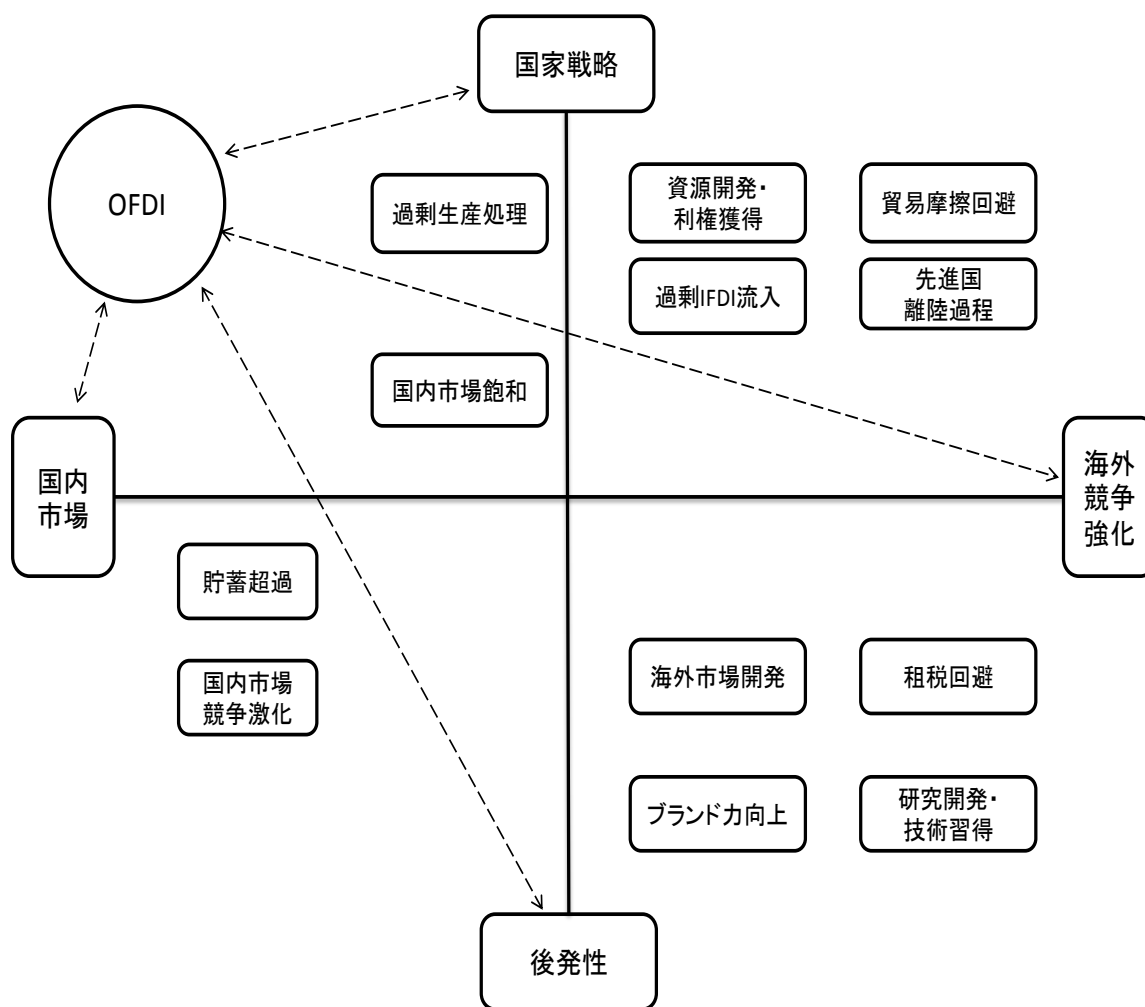 国家戦略
OFDI
過剰生産処理
資源開発・
利権獲得
貿易摩擦回避
過剰IFDI流入
先進国
離陸過程
国内市場飽和
国内
市場
海外
競争
強化
貯蓄超過
国内市場
競争激化
海外市場開発
租税回避
ブランド力向上
研究開発・
技術習得
後発性